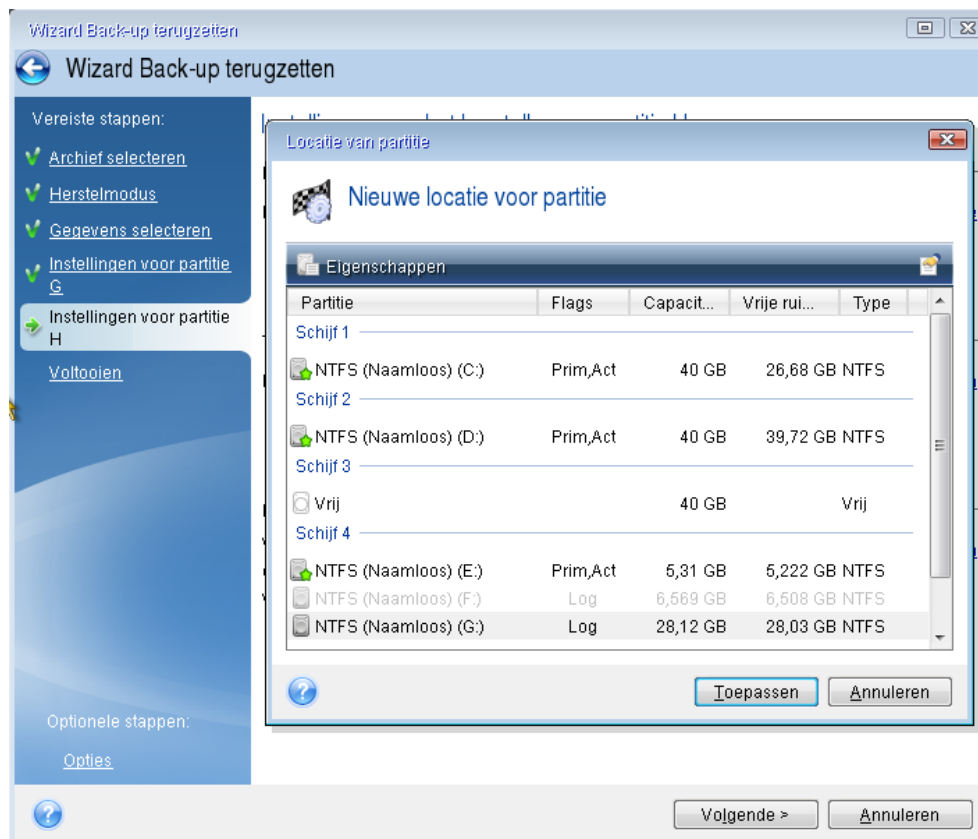 Wizard Back-up terugzetten
Wizard Back-up terugzetten
Vereiste stappen:
Archief selecteren
Herstelmodus
Gegevens selecteren
Instellingen voor partitie
G
Instellingen voor partitie
H
Voltooien
Optionele stappen:
Opties
Locatie van partitie
Nieuwe locatie voor partitie
Eigenschappen
Partitie Flags Capacit... Vrije rui... Type
Schijf 1
NTFS (Naamloos) (C:) Prim,Act 40 GB 26,68 GB NTFS
Schijf 2
NTFS (Naamloos) (D:) Prim,Act 40 GB 39,72 GB NTFS
Schijf 3
Vrij 40 GB Vrij
Schijf 4
NTFS (Naamloos) (E:) Prim,Act 5,31 GB 5,222 GB NTFS
NTFS (Naamloos) (F:) Log 6,569 GB 6,508 GB NTFS
NTFS (Naamloos) (G:) Log 28,12 GB 28,03 GB NTFS
Toepassen Annuleren
Volgende > Annuleren